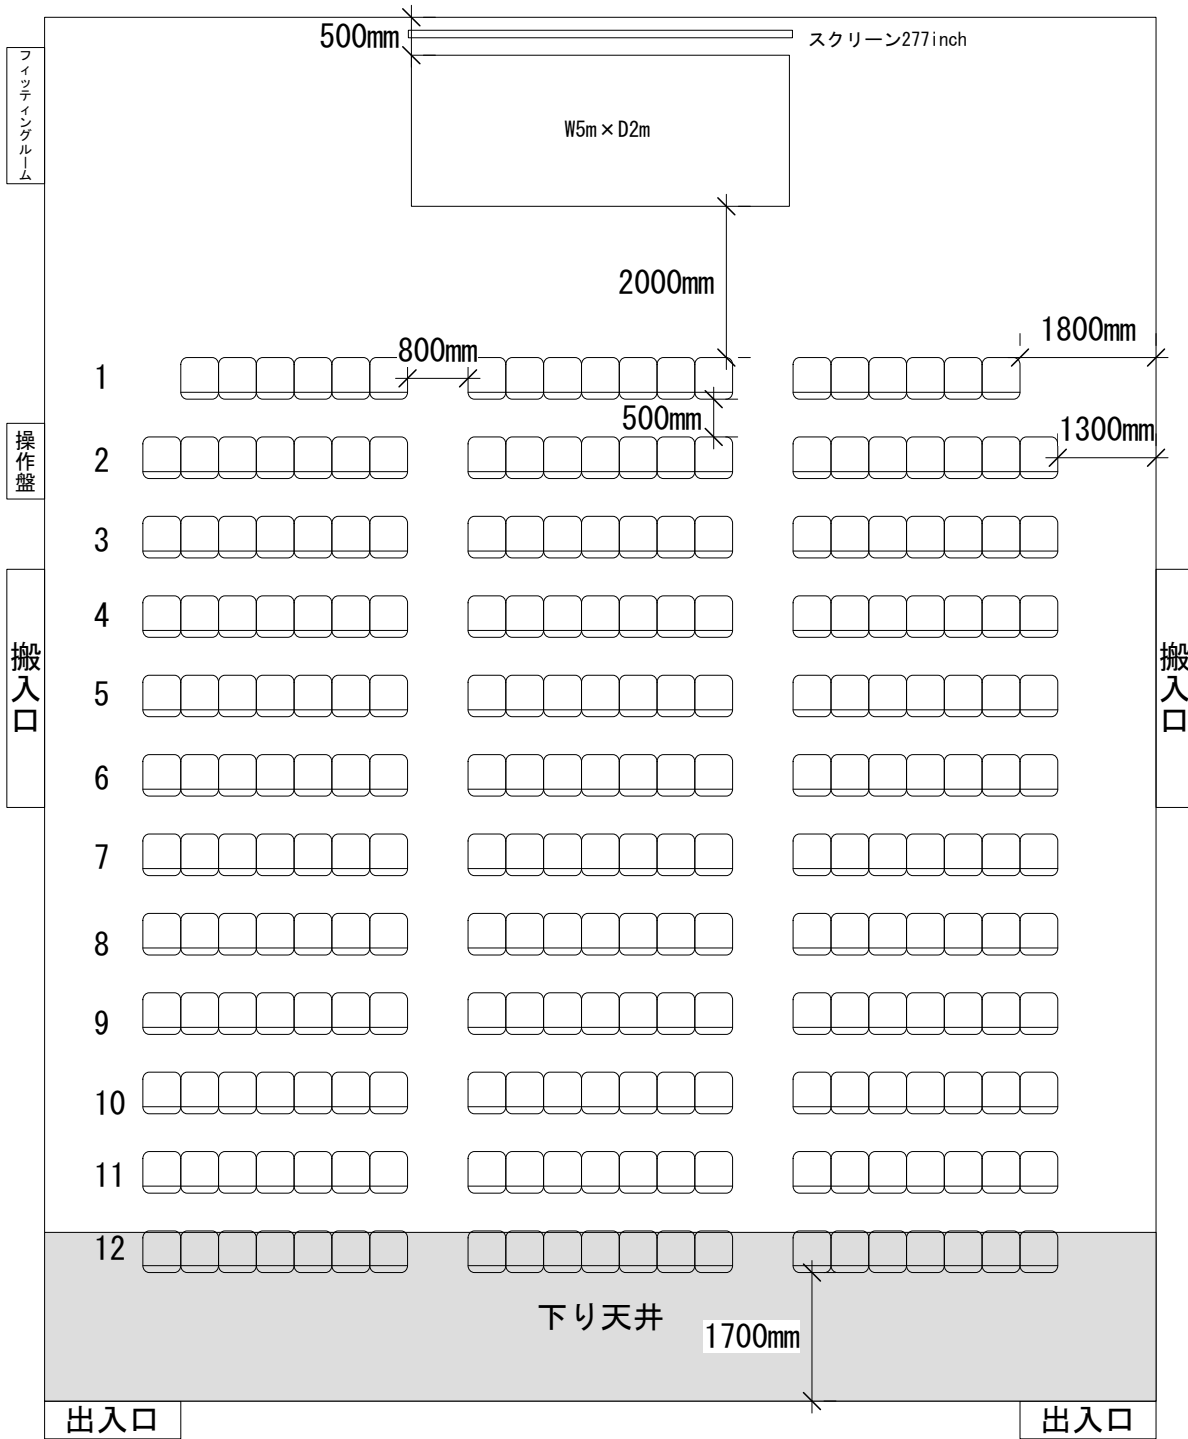 500mm
スクリーン277inch
フィッティングルーム
W5m×D2m
2000mm
1800mm
800mm
1
500mm
1300mm
2
操作盤
3
4
搬入口
搬入口
5
6
7
8
9
10
11
12
下り天井
1700mm
出入口
出入口